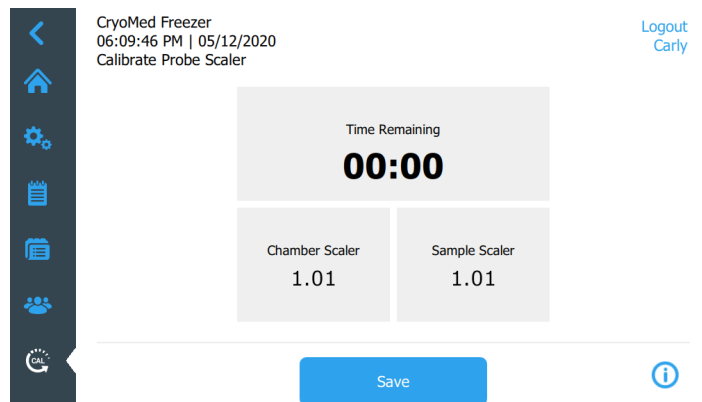 CryoMed Freezer
Logout
06:09:46 PM | 05/12/2020
Carly
Calibrate Probe Scaler
Time Remaining
00:00
Chamber Scaler
Sample Scaler
1.01
1.01
CAL
Save